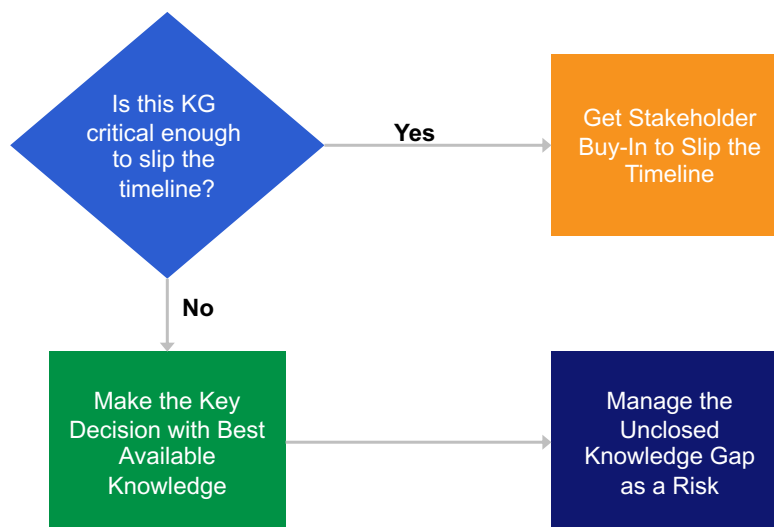 Is this KG
critical enough
to slip the
timeline?
Yes
Get Stakeholder
Buy-In to Slip the
Timeline
No
Make the Key
Decision with Best
Available
Knowledge
Manage the
Unclosed
Knowledge Gap
as a Risk